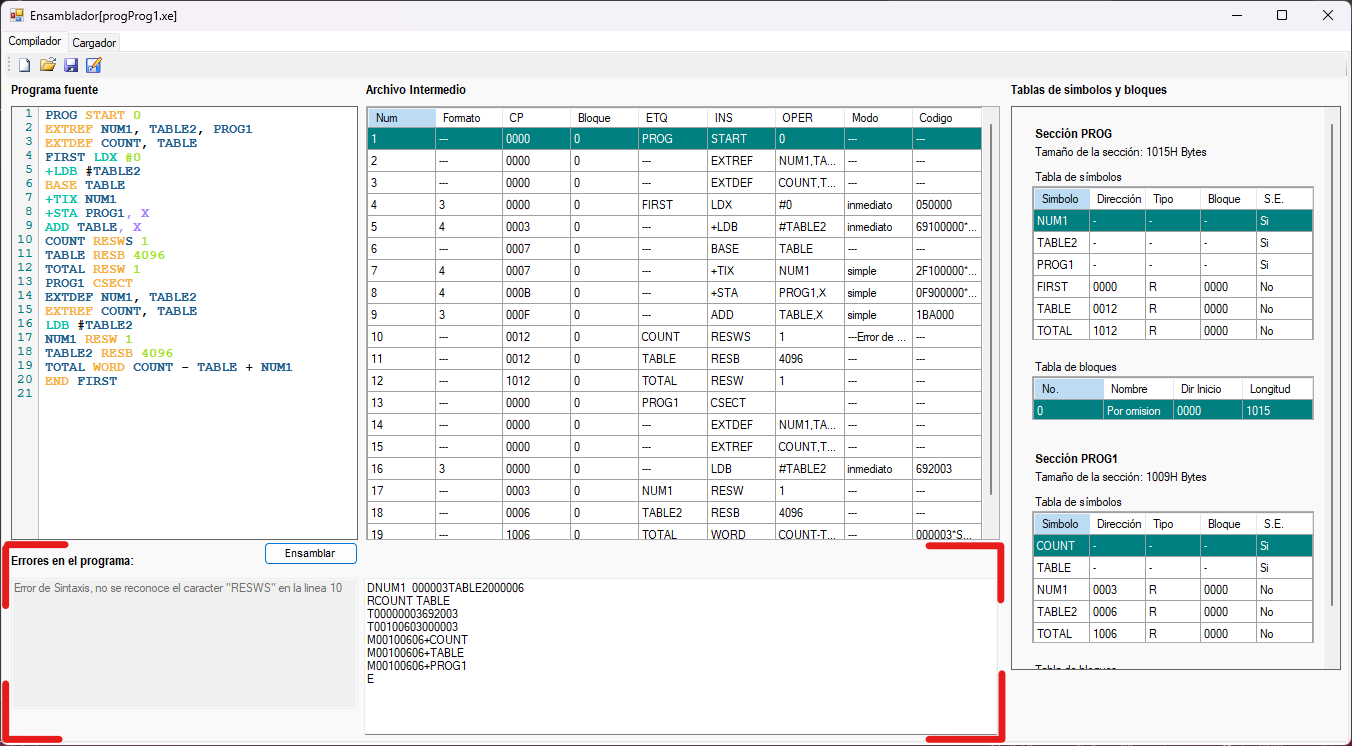 Ensamblador[progProg1.xe]
Compilador Cargador
Programa fuente
1 PROG START 0
2 EXTREF NUM1, TABLE2, PROG1
3 EXTDEF COUNT, TABLE
4 FIRST LDX #0
5 +LDB #TABLE2
6 BASE TABLE
7 +TIX NUM1
8 +STA PROG1, X
9 ADD TABLE, X
10 COUNT RESWS 1
11 TABLE RESB 4096
12 TOTAL RESW 1
13 PROG1 CSECT
14 EXTDEF NUM1, TABLE2
15 EXTREF COUNT, TABLE
16 LDB #TABLE2
17 NUM1 RESW 1
18 TABLE2 RESB 4096
19 TOTAL WORD COUNT - TABLE + NUM1
20 END FIRST
21
Archivo Intermedio
Num Formato CP Bloque ETQ INS OPER Modo Codigo
1 --- 0000 0 PROG START 0 --- ---
2 --- 0000 0 --- EXTREF NUM1,TA... --- ---
3 --- 0000 0 --- EXTDEF COUNT,T... --- ---
4 3 0000 0 FIRST LDX #0 inmediato 050000
5 4 0003 0 --- +LDB #TABLE2 inmediato 69100000*...
6 --- 0007 0 --- BASE TABLE --- ---
7 4 0007 0 --- +TIX NUM1 simple 2F100000*...
8 4 000B 0 --- +STA PROG1,X simple 0F900000*...
9 3 000F 0 --- ADD TABLE,X simple 1BA000
10 --- 0012 0 COUNT RESWS 1 ---Error de ... ---
11 --- 0012 0 TABLE RESB 4096 --- ---
12 --- 1012 0 TOTAL RESW 1 --- ---
13 --- 0000 0 PROG1 CSECT --- ---
14 --- 0000 0 --- EXTDEF NUM1,TA... --- ---
15 --- 0000 0 --- EXTREF COUNT,T... --- ---
16 3 0000 0 --- LDB #TABLE2 inmediato 692003
17 --- 0003 0 NUM1 RESW 1 --- ---
18 --- 0006 0 TABLE2 RESB 4096 --- ---
19 --- 1006 0 TOTAL WORD COUNT-T... --- 000003*S...
Tablas de simbolos y bloques
Sección PROG
Tamaño de la sección: 1015H Bytes
Tabla de símbolos
Simbolo Dirección Tipo Bloque S.E.
NUM1 - - - Si
TABLE2 - - - Si
PROG1 - - - Si
FIRST 0000 R 0000 No
TABLE 0012 R 0000 No
TOTAL 1012 R 0000 No
Tabla de bloques
No. Nombre Dir Inicio Longitud
0 Por omision 0000 1015
Sección PROG1
Tamaño de la sección: 1009H Bytes
Tabla de símbolos
Simbolo Dirección Tipo Bloque S.E.
COUNT - - - Si
TABLE - - - Si
NUM1 0003 R 0000 No
TABLE2 0006 R 0000 No
TOTAL 1006 R 0000 No
Tabla de bloques
Errores en el programa:
Ensamblar
Error de Sintaxis, no se reconoce el caracter "RESWS" en la linea 10
DNUM1  000003TABLE2000006
RCOUNT TABLE
T00000003692003
T00100603000003
M00100606+COUNT
M00100606+TABLE
M00100606+PROG1
E